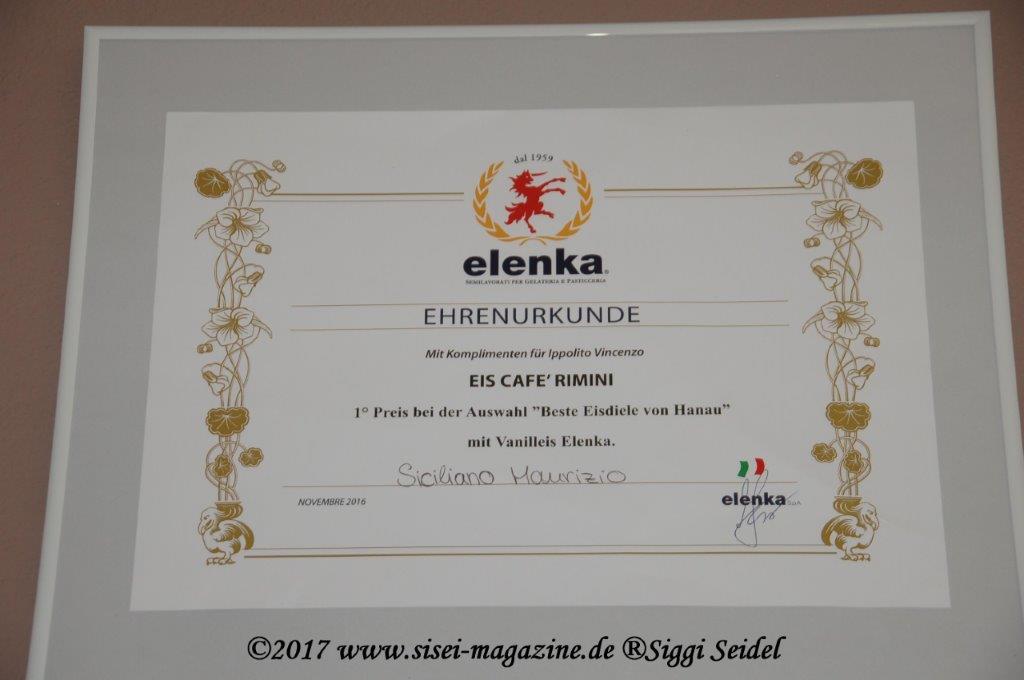 dal 1959
elenka®
SEMILAVORATI PER GELATERIA E PASTICCERIA
EHRENURKUNDE
Mit Komplimenten für Ippolito Vincenzo
EIS CAFE' RIMINI
1° Preis bei der Auswahl ”Beste Eisdiele von Hanau”
mit Vanilleis Elenka.
Siciliano Maurizio
NOVEMBRE 2016
elenka S.p.A.
©2017 www.sisei-magazine.de ®Siggi Seidel